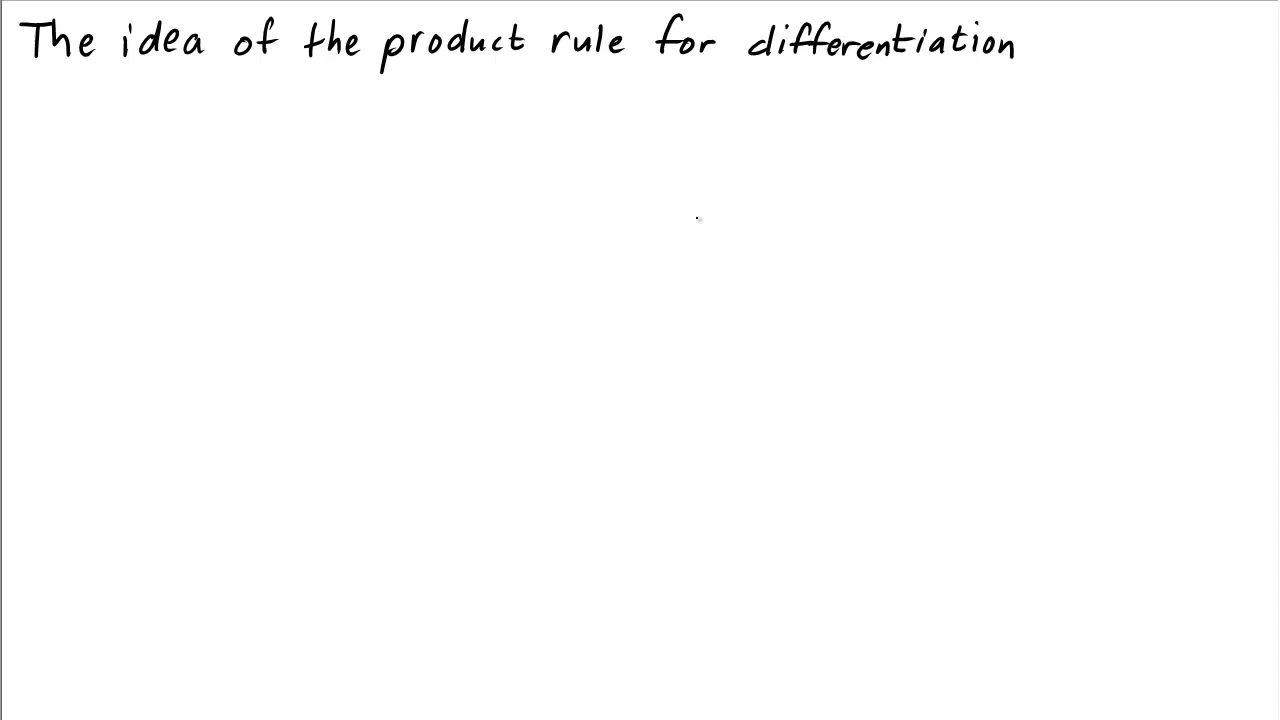 The idea of the product rule for differentiation